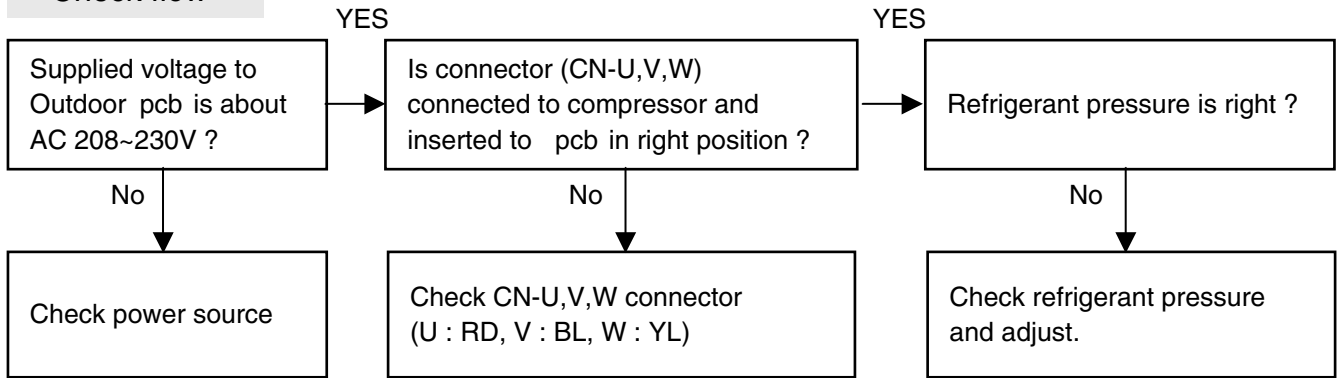 YES
YES
Supplied voltage to
Outdoor pcb is about
AC 208~230V ?
Is connector (CN-U,V,W)
connected to compressor and
inserted to pcb in right position ?
Refrigerant pressure is right ?
No
No
No
Check power source
Check CN-U,V,W connector
(U : RD, V : BL, W : YL)
Check refrigerant pressure
and adjust.